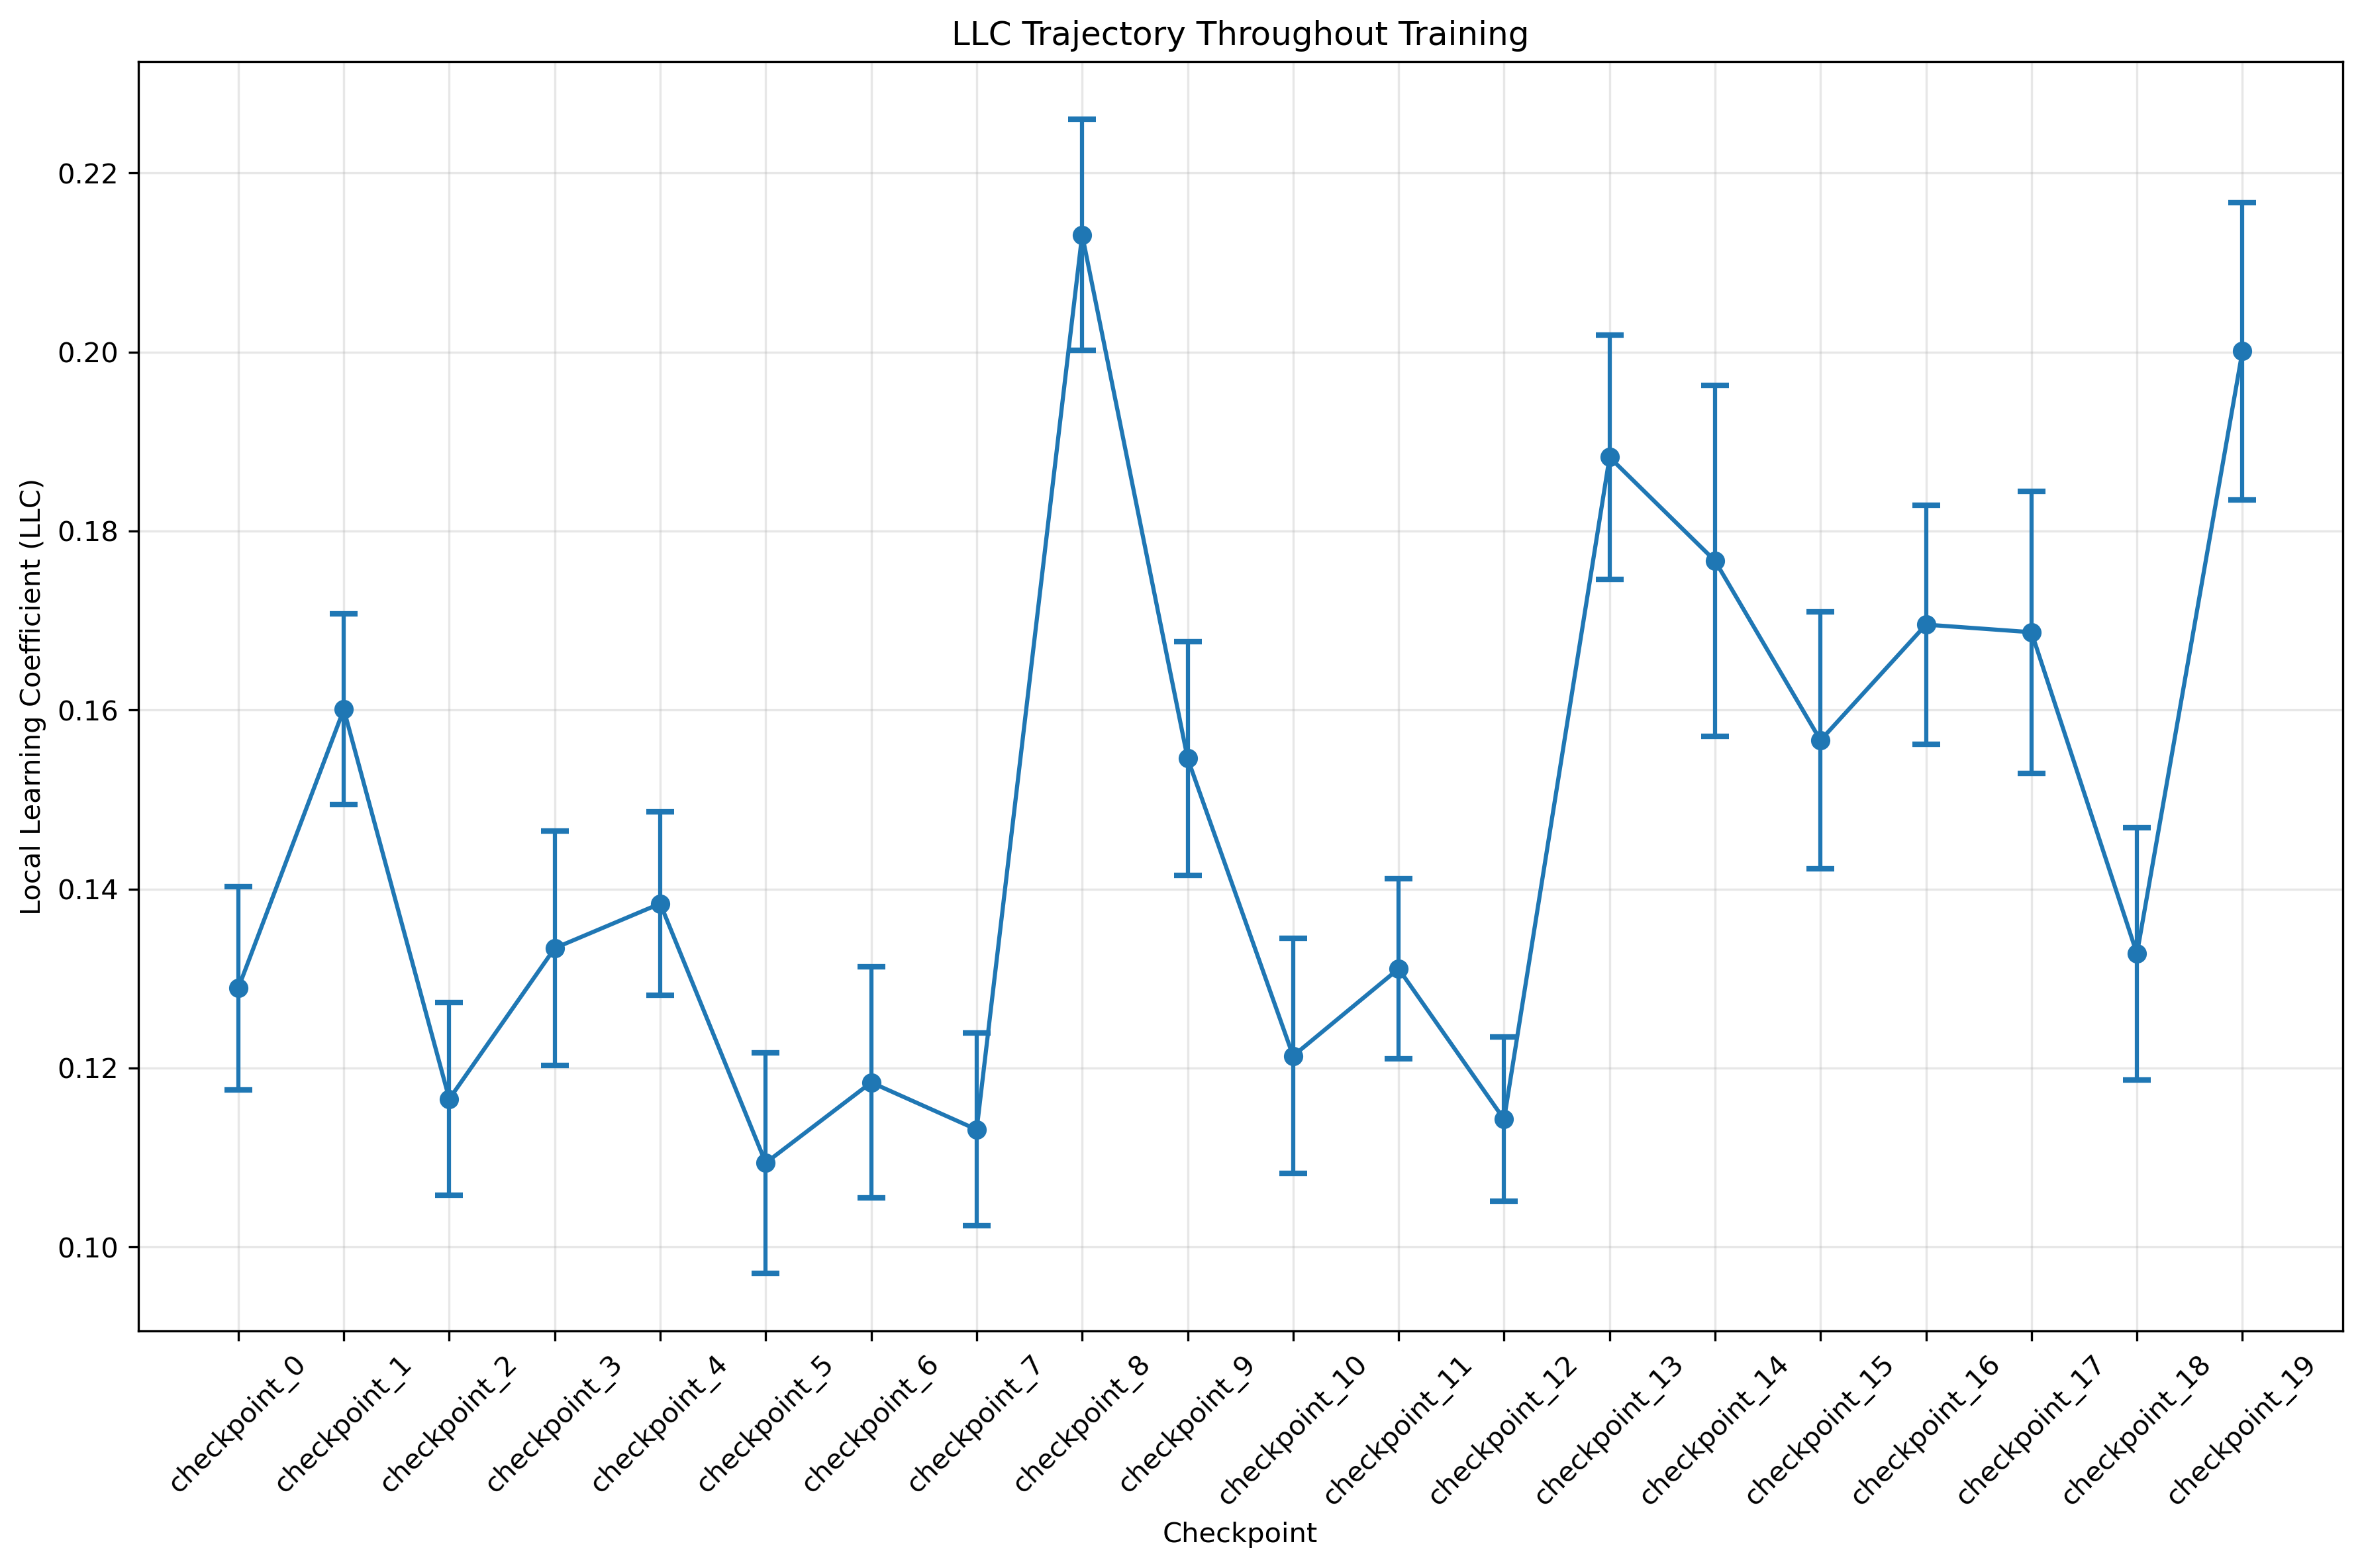 LLC Trajectory Throughout Training
Local Learning Coefficient (LLC)
0.22
0.20
0.18
0.16
0.14
0.12
0.10
checkpoint_0
checkpoint_1
checkpoint_2
checkpoint_3
checkpoint_4
checkpoint_5
checkpoint_6
checkpoint_7
checkpoint_8
checkpoint_9
checkpoint_10
checkpoint_11
checkpoint_12
checkpoint_13
checkpoint_14
checkpoint_15
checkpoint_16
checkpoint_17
checkpoint_18
checkpoint_19
Checkpoint